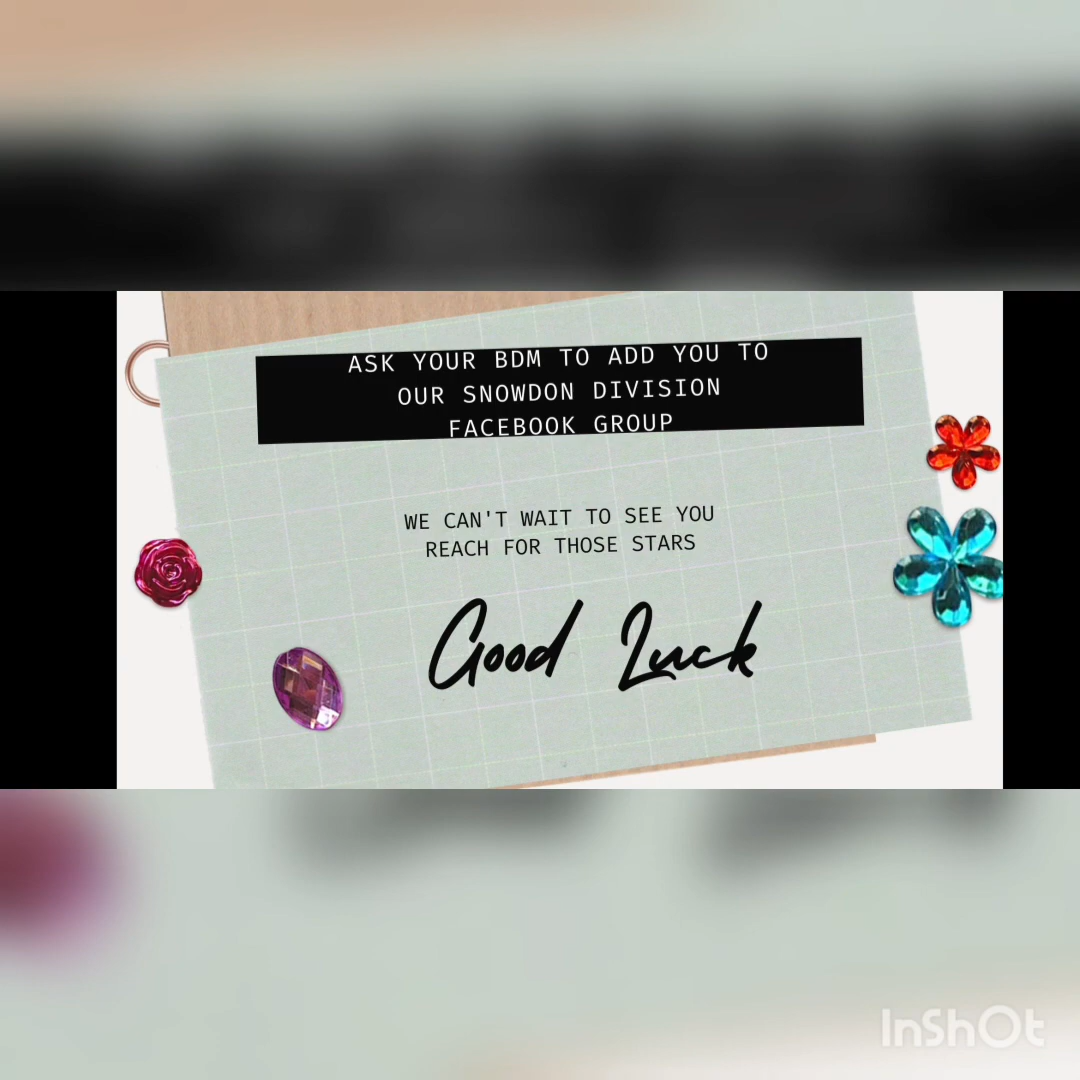 ASK YOUR BDM TO ADD YOU TO
OUR SNOWDON DIVISION
FACEBOOK GROUP
WE CAN'T WAIT TO SEE YOU
REACH FOR THOSE STARS
Good Luck
InShOt